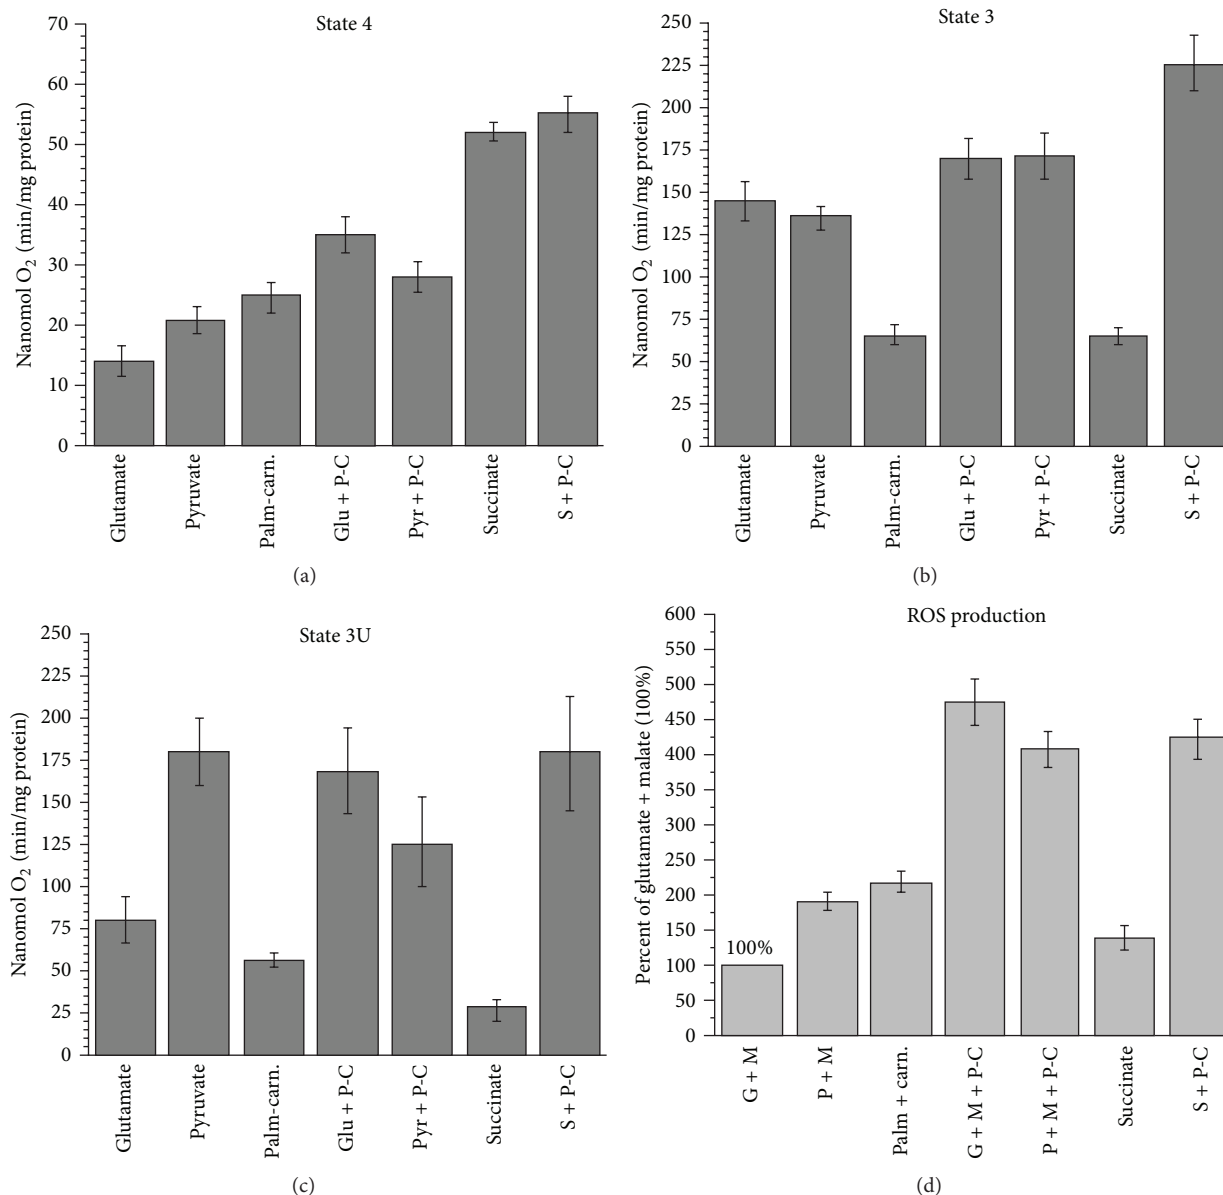 State 4
Nanomol O₂ (min/mg protein)
70
60
50
40
30
20
10
0
Glutamate
Pyruvate
Palm-carn.
Glu + P-C
Pyr + P-C
Succinate
S + P-C
(a)
State 3
Nanomol O₂ (min/mg protein)
250
225
200
175
150
125
100
75
50
25
0
Glutamate
Pyruvate
Palm-carn.
Glu + P-C
Pyr + P-C
Succinate
S + P-C
(b)
State 3U
Nanomol O₂ (min/mg protein)
250
225
200
175
150
125
100
75
50
25
0
Glutamate
Pyruvate
Palm-carn.
Glu + P-C
Pyr + P-C
Succinate
S + P-C
(c)
ROS production
Percent of glutamate + malate (100%)
600
550
500
450
400
350
300
250
200
150
100
50
0
100%
G + M
P + M
Palm + carn.
G + M + P-C
P + M + P-C
Succinate
S + P-C
(d)